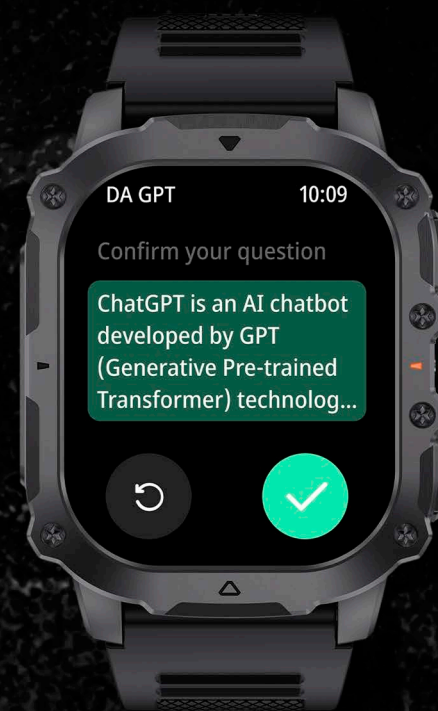 DA GPT 10:09
Confirm your question
ChatGPT is an AI chatbot
developed by GPT
(Generative Pre-trained
Transformer) technolog...